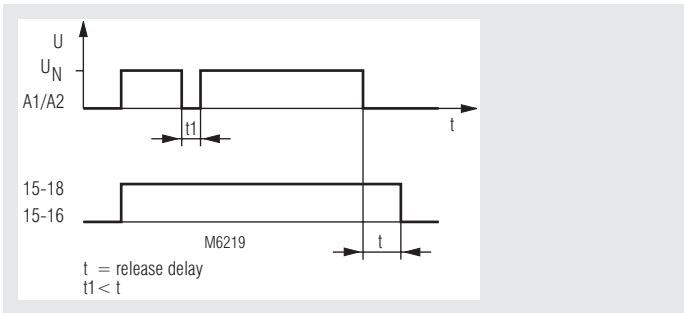 U
U_N
A1/A2
t
t1
15-18
15-16
M6219
t
t = release delay
t1 < t